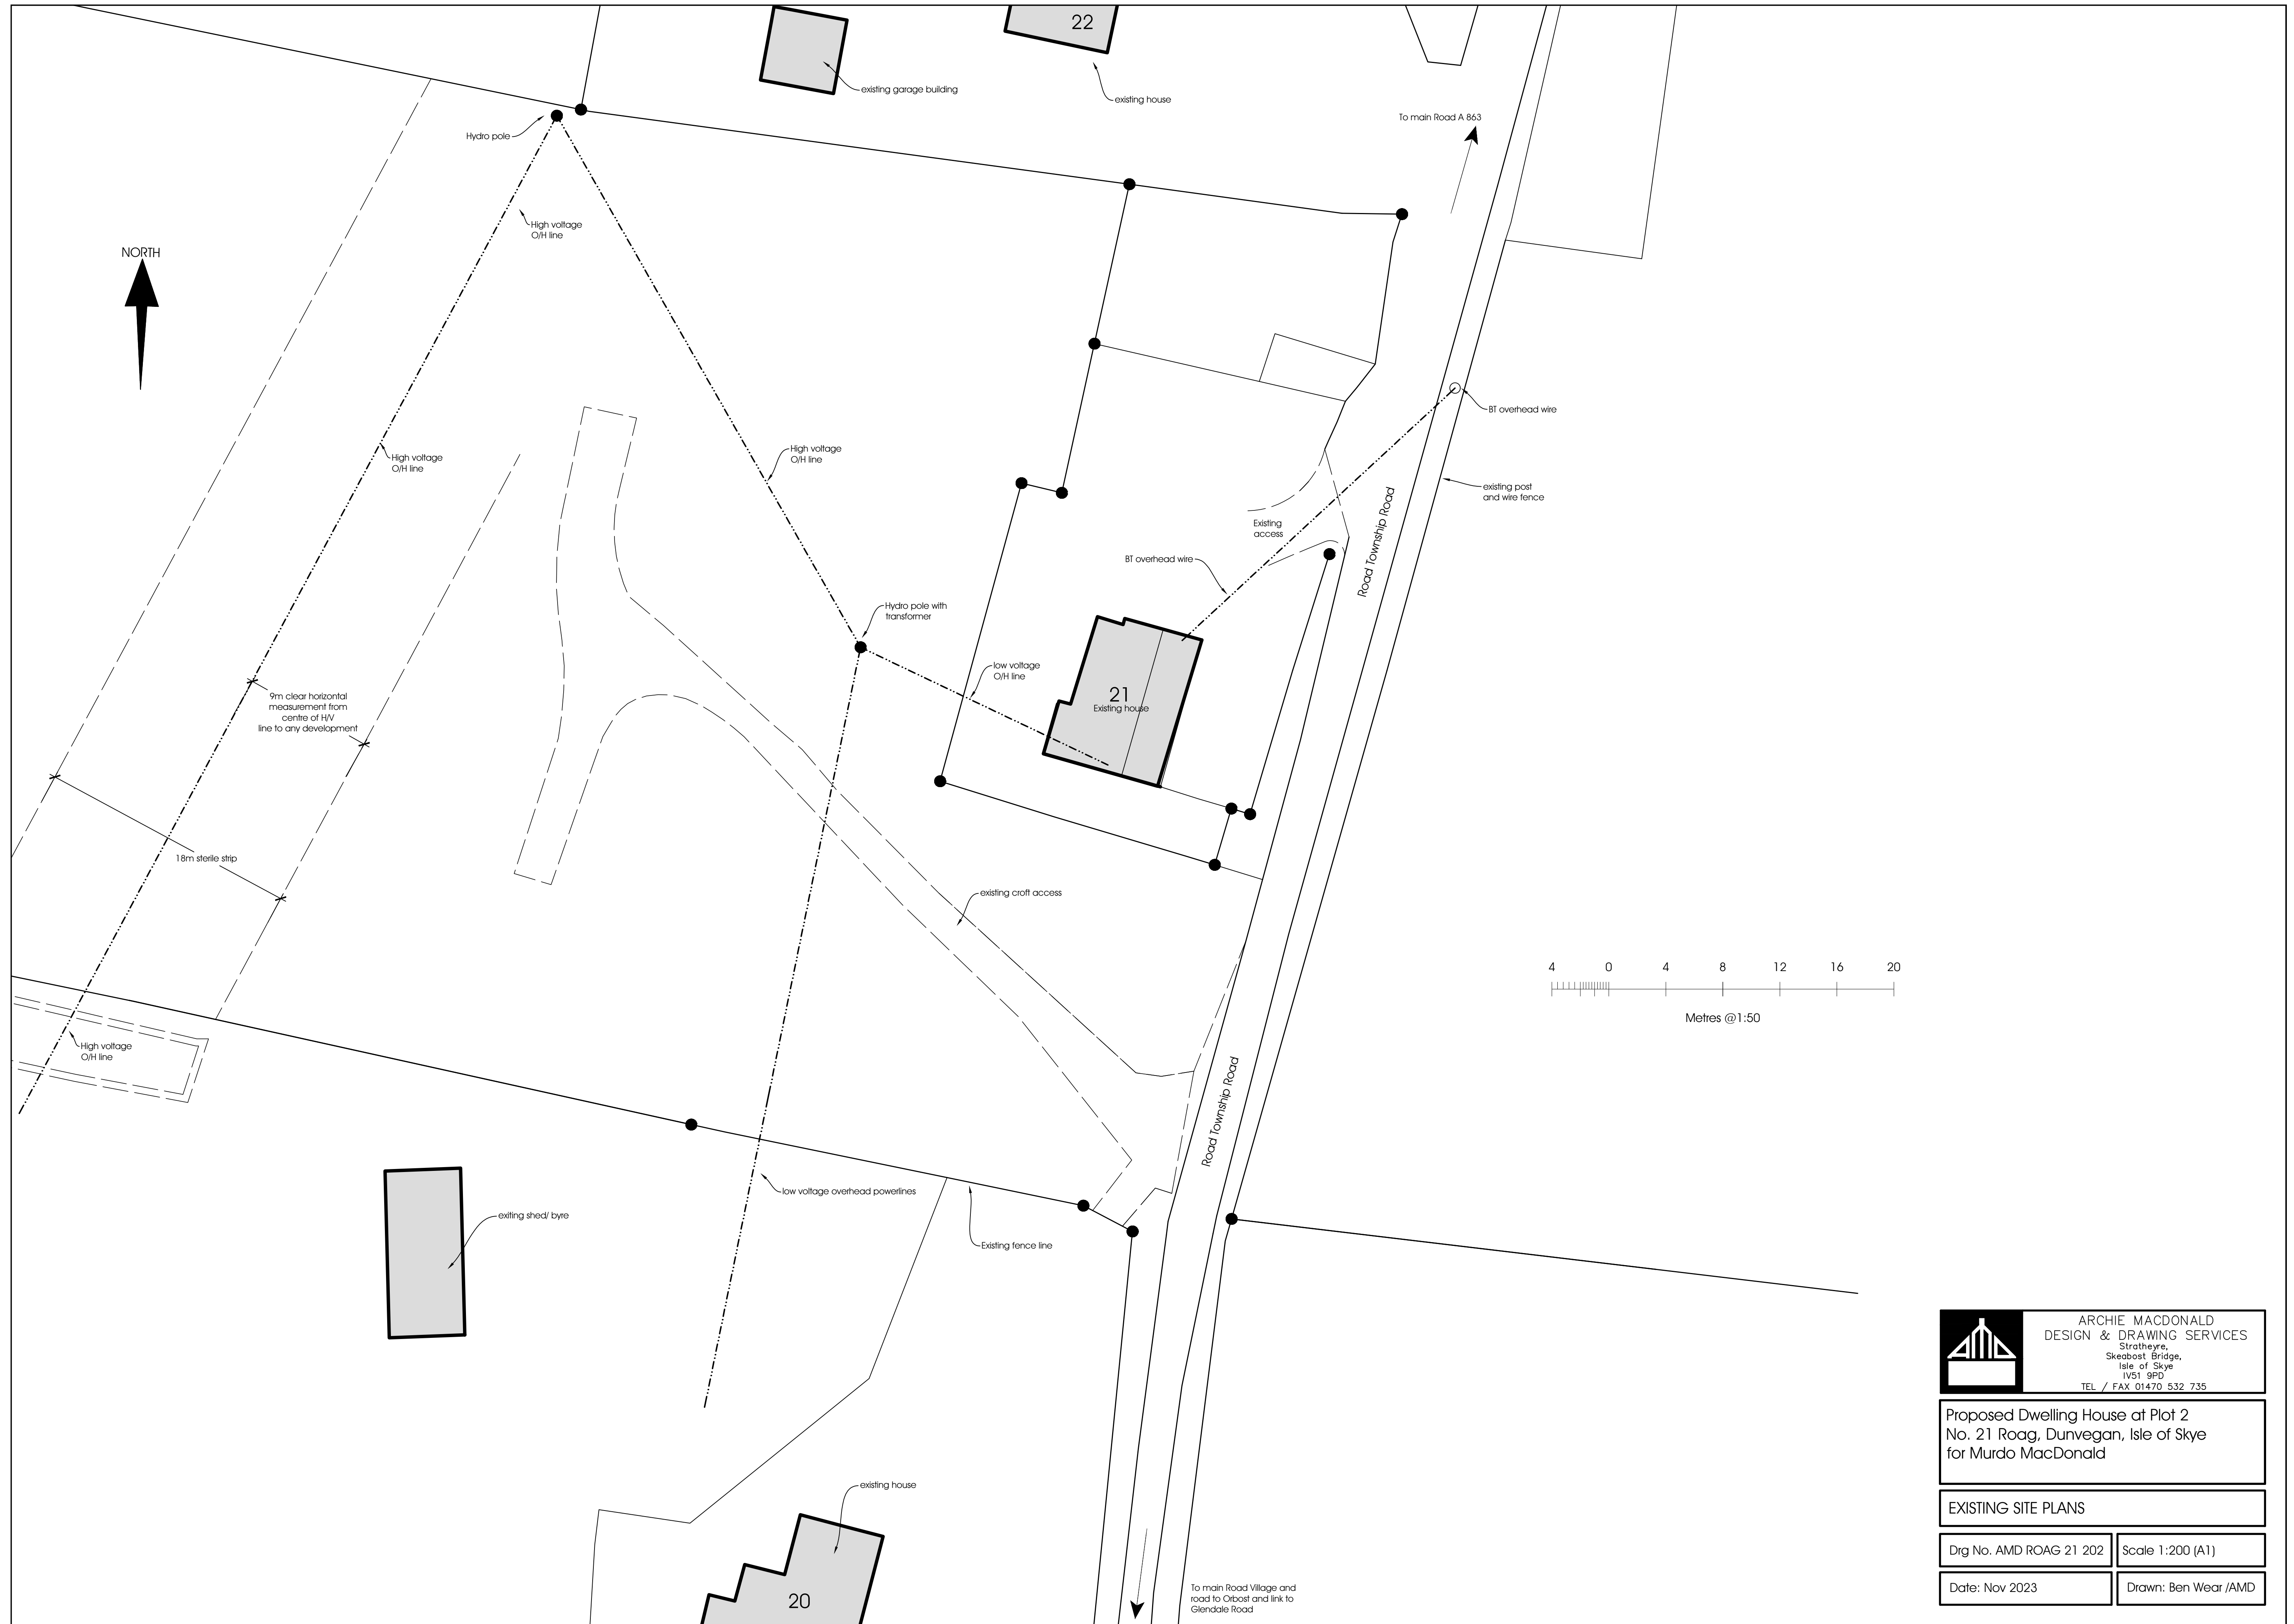 22
existing garage building
existing house
To main Road A 863
Hydro pole
High voltage
O/H line
NORTH
BT overhead wire
High voltage
O/H line
High voltage
O/H line
existing post
and wire fence
Existing
access
Road Township Road
BT overhead wire
Hydro pole with
transformer
low voltage
O/H line
21
Existing house
9m clear horizontal
measurement from
centre of H/V
line to any development
18m sterile strip
existing croft access
4 0 4 8 12 16 20
Metres @1:50
High voltage
O/H line
Road Township Road
low voltage overhead powerlines
exiting shed/ byre
Existing fence line
existing house
20
To main Road Village and
road to Orbost and link to
Glendale Road
AMD
ARCHIE MACDONALD
DESIGN & DRAWING SERVICES
Stratheyre,
Skeabost Bridge,
Isle of Skye
IV51 9PD
TEL / FAX 01470 532 735
Proposed Dwelling House at Plot 2
No. 21 Roag, Dunvegan, Isle of Skye
for Murdo MacDonald
EXISTING SITE PLANS
Drg No. AMD ROAG 21 202
Scale 1:200 (A1)
Date: Nov 2023
Drawn: Ben Wear /AMD